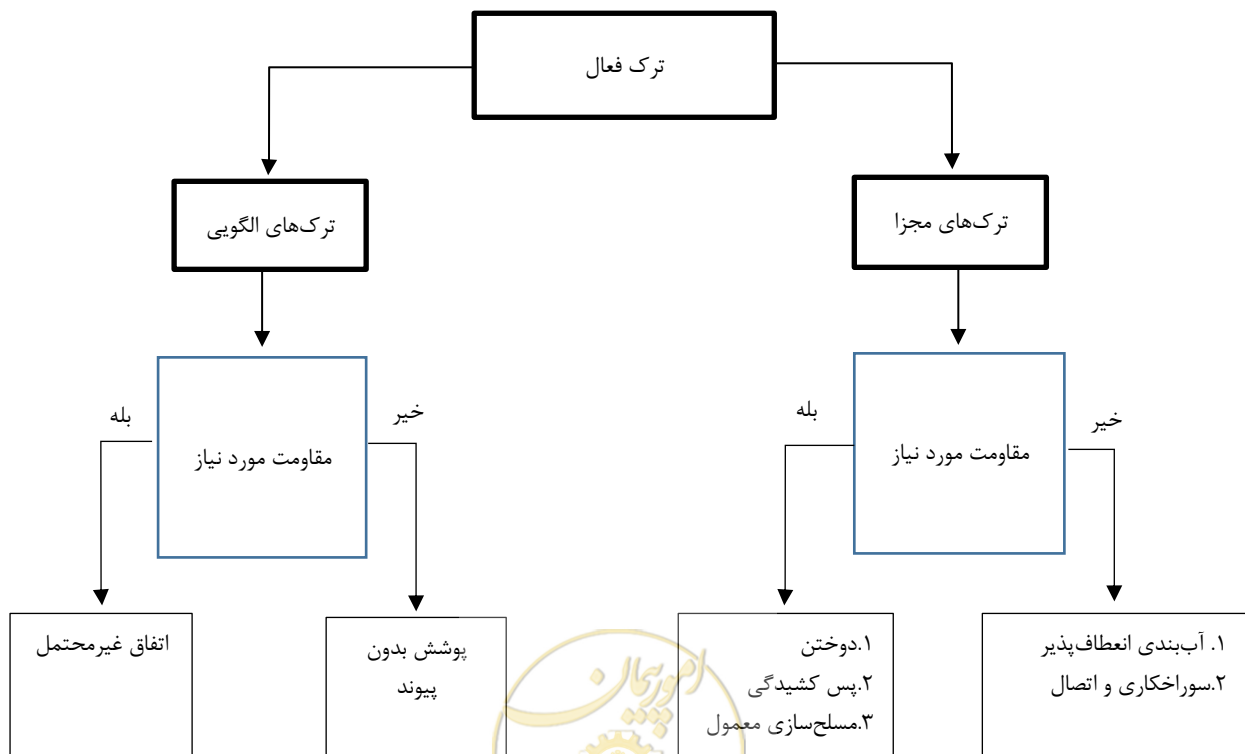 ترک فعال
ترک‌های مجزا
ترک‌های الگویی
مقاومت مورد نیاز
خیر
بله
مقاومت مورد نیاز
خیر
بله
۱. آب‌بندی انعطاف‌پذیر
۲.سوراخکاری و اتصال
۱.دوختن
۲.پس کشیدگی
۳.مسلح‌سازی معمول
پوشش بدون
پیوند
اتفاق غیرمحتمل
امور پیمان